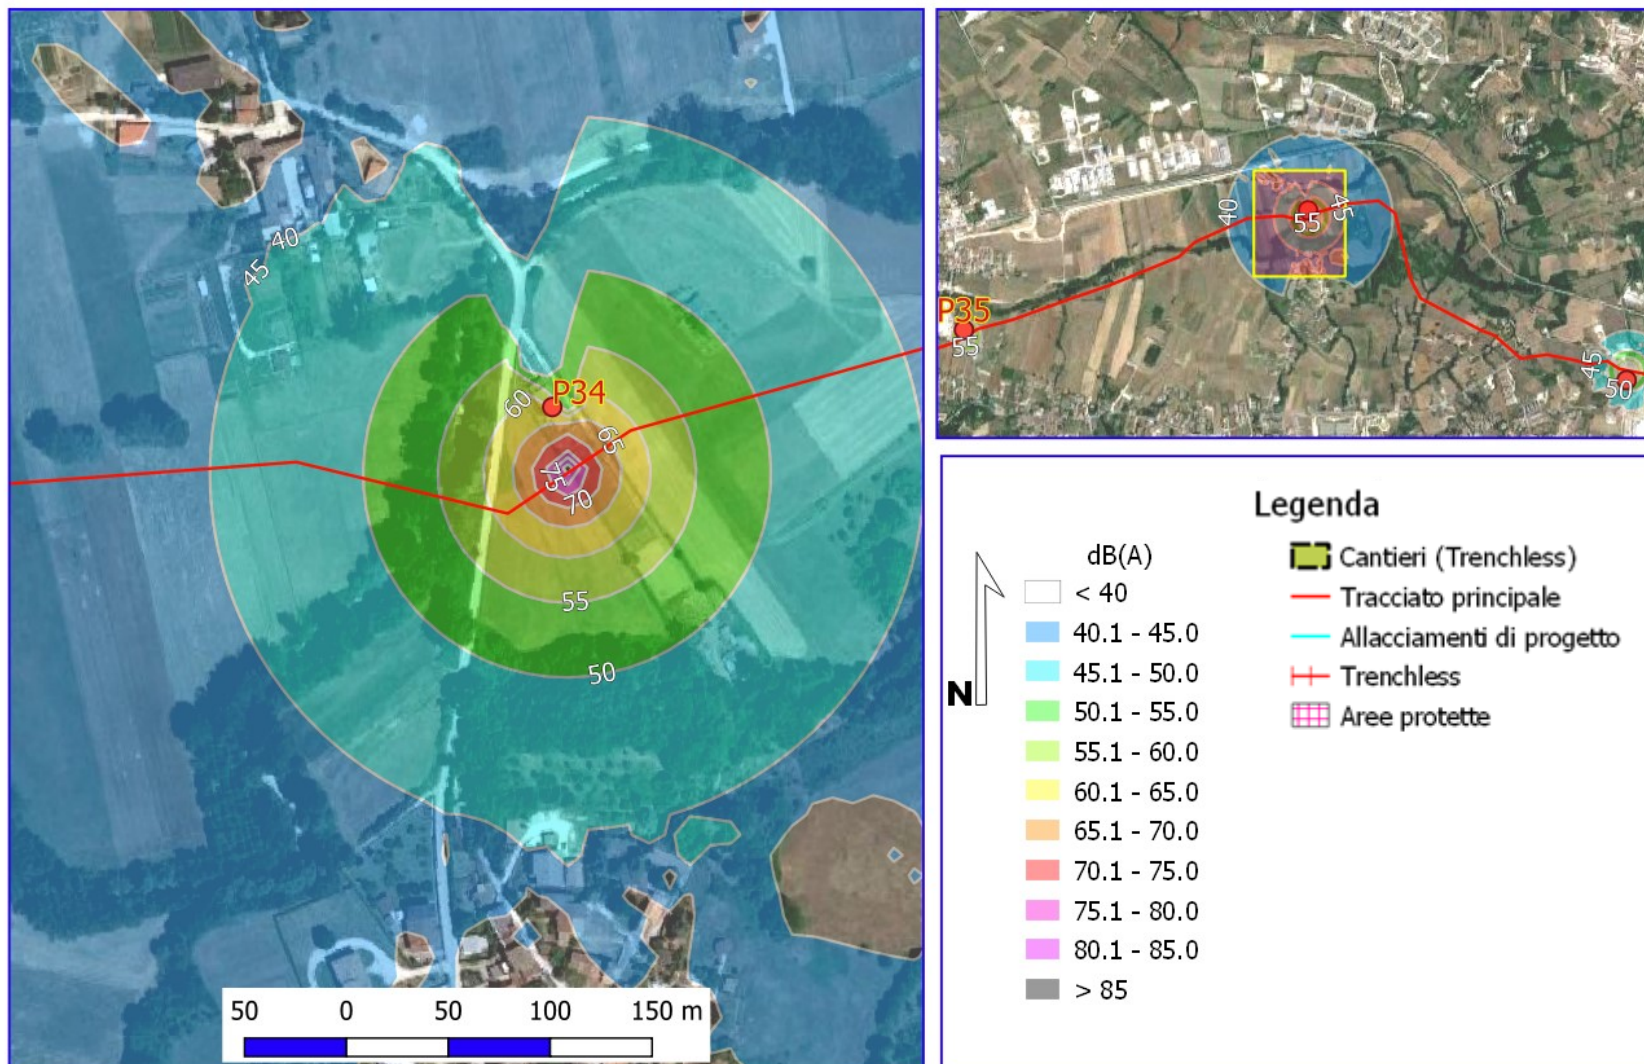 40
45
P34
60
65
75
70
55
50
50 0 50 100 150 m
40
45
55
P35
55
45
50
Legenda
dB(A)
< 40
40.1 - 45.0
45.1 - 50.0
50.1 - 55.0
55.1 - 60.0
60.1 - 65.0
65.1 - 70.0
70.1 - 75.0
75.1 - 80.0
80.1 - 85.0
> 85
N
Cantieri (Trenchless)
Tracciato principale
Allacciamenti di progetto
Trenchless
Aree protette